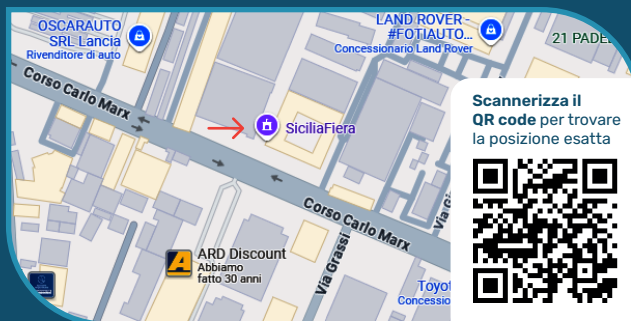 OSCARAUTO
SRL Lancia
Rivenditore di auto
LAND ROVER -
#FOTIAUTO...
Concessionario Land Rover
21 PADEL
Corso Carlo Marx
SiciliaFiera
Scannerizza il
QR code per trovare
la posizione esatta
Corso Carlo Marx
ARD Discount
Abbiamo
fatto 30 anni
Via Grassi
Toyot
Concessio